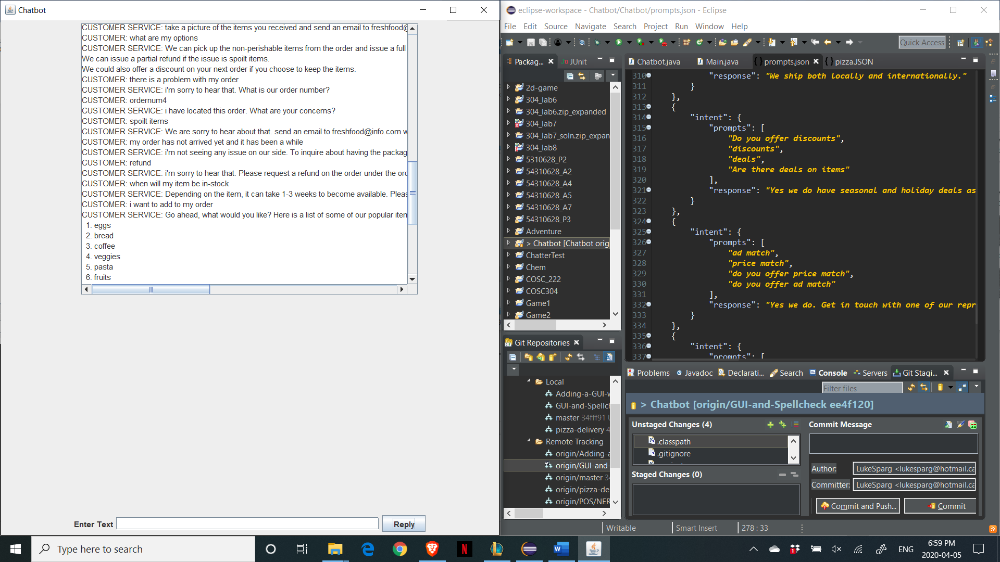 Chatbot
CUSTOMER SERVICE: take a picture of the items you received and send an email to freshfood@
CUSTOMER: what are my options
CUSTOMER SERVICE: We can pick up the non-perishable items from the order and issue a full
We can issue a partial refund if the issue is spoilt items.
We could also offer a discount on your next order if you choose to keep the items.
CUSTOMER: there is a problem with my order
CUSTOMER SERVICE: i'm sorry to hear that. What is our order number?
CUSTOMER: ordernum4
CUSTOMER SERVICE: i have located this order. What are your concerns?
CUSTOMER: spoilt items
CUSTOMER SERVICE: We are sorry to hear about that. send an email to freshfood@info.com w
CUSTOMER: my order has not arrived yet and it has been a while
CUSTOMER SERVICE: i'm not seeing any issue on our side. To inquire about having the packag
CUSTOMER: refund
CUSTOMER SERVICE: i'm sorry to hear that. Please request a refund on the order under the orc
CUSTOMER: when will my item be in-stock
CUSTOMER SERVICE: Depending on the item, it can take 1-3 weeks to become available. Pleas
CUSTOMER: i want to add to my order
CUSTOMER SERVICE: Go ahead, what would you like? Here is a list of some of our popular item
1. eggs
2. bread
3. coffee
4. veggies
5. pasta
6. fruits
Enter Text
Reply
eclipse-workspace - Chatbot/Chatbot/prompts.json - Eclipse
File Edit Source Navigate Search Project Run Window Help
Quick Access
Packag... JUnit
2d-game
304_lab6
304_lab6.zip_expanded
304_lab7
304_lab7_soln.zip_expan
304_lab8
5310628_P2
54310628_A2
54310628_A4
54310628_A5
54310628_A7
54310628_P3
Adventure
> Chatbot [Chatbot orig
ChatterTest
Chem
COSC_222
COSC304
Game1
Game2
Chatbot.java Main.java prompts.json pizza.JSON
310 "response": "We ship both locally and internationally."
311 }
312 },
313 {
314 "intent": {
315 "prompts": [
316 "Do you offer discounts",
317 "discounts",
318 "deals",
319 "Are there deals on items"
320 ],
321 "response": "Yes we do have seasonal and holiday deals as
322 }
323 },
324 {
325 "intent": {
326 "prompts": [
327 "ad match",
328 "price match",
329 "do you offer price match",
330 "do you offer ad match"
331 ],
332 "response": "Yes we do. Get in touch with one of our repr
333 }
334 },
335 {
336 "intent": {
337 "prompts": [
Git Repositories
Local
Adding-a-GUI-v
GUI-and-Spellch
master 34fff91 U
pizza-delivery 4
Remote Tracking
origin/Adding-a
origin/GUI-and-
origin/master 34
origin/pizza-de
origin/POS/NER
Problems Javadoc Declarati... Search Console Servers Git Stagi...
Filter files
> Chatbot [origin/GUI-and-Spellcheck ee4f120]
Unstaged Changes (4)
.classpath
.gitignore
Staged Changes (0)
Commit Message
Author: LukeSparg <lukesparg@hotmail.ca
Committer: LukeSparg <lukesparg@hotmail.ca
Commit and Push...
Commit
Writable Smart Insert 278 : 33
Type here to search
ENG
6:59 PM
2020-04-05